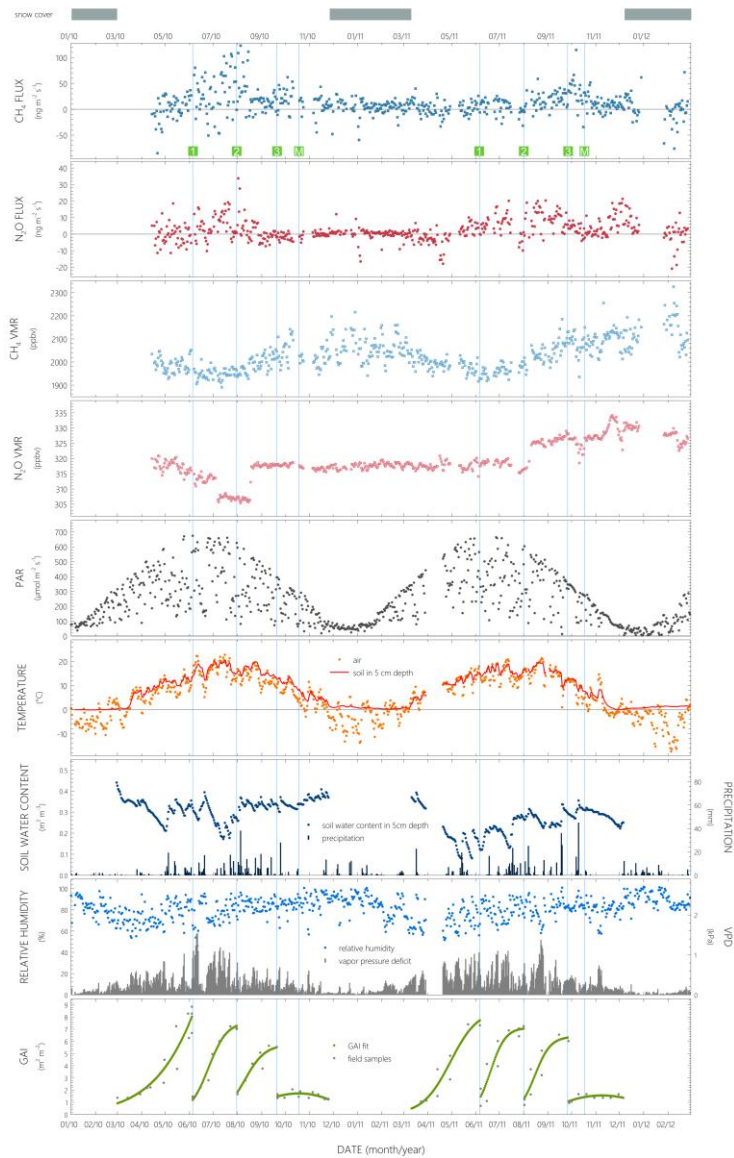 snow cover
01/10 03/10 05/10 07/10 09/10 11/10 01/11 03/11 05/11 07/11 09/11 11/11 01/12
CH4 FLUX
(ng m-2 s-1)
100
50
0
-50
1 2 3 M 1 2 3 M
N2O FLUX
(ng m-2 s-1)
40
30
20
10
0
-10
-20
CH4 VMR
(ppbv)
2300
2200
2100
2000
1900
N2O VMR
(ppbv)
335
330
325
320
315
310
305
PAR
(μmol m-2 s-1)
700
600
500
400
300
200
100
0
TEMPERATURE
(°C)
20
10
0
-10
air
soil in 5 cm depth
SOIL WATER CONTENT
(m3 m-3)
0.5
0.4
0.3
0.2
0.1
0.0
soil water content in 5cm depth
precipitation
PRECIPITATION
(mm)
80
60
40
20
0
RELATIVE HUMIDITY
(%)
100
80
60
40
20
0
relative humidity
vapor pressure deficit
VPD
(kPa)
2
1
0
GAI
(m2 m-2)
9
8
7
6
5
4
3
2
1
0
GAI fit
field samples
01/10 02/10 03/10 04/10 05/10 06/10 07/10 08/10 09/10 10/10 11/10 12/10 01/11 02/11 03/11 04/11 05/11 06/11 07/11 08/11 09/11 10/11 11/11 12/11 01/12 02/12
DATE (month/year)